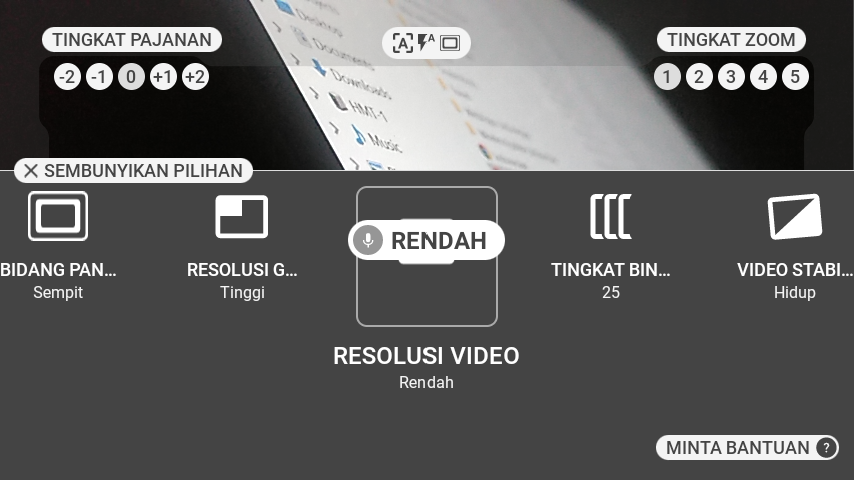 TINGKAT PAJANAN
-2 -1 0 +1 +2
A
TINGKAT ZOOM
1 2 3 4 5
Desktop
Documents
Downloads
HMT-1
Music
SEMBUNYIKAN PILIHAN
BIDANG PAN...
Sempit
RESOLUSI G...
Tinggi
RENDAH
RESOLUSI VIDEO
Rendah
TINGKAT BIN...
25
VIDEO STABI...
Hidup
MINTA BANTUAN ?